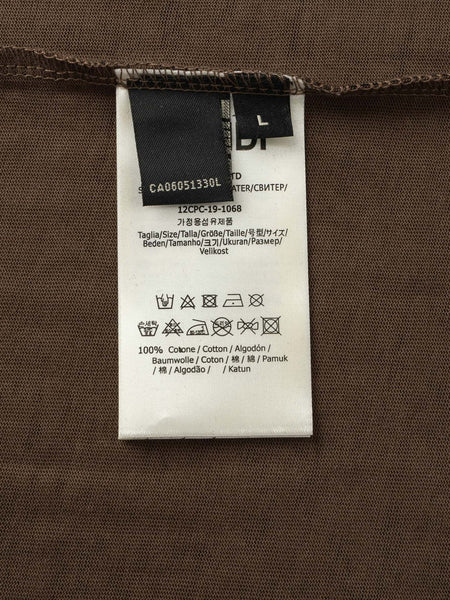 L
DI
CA06051330L
TD
ATER/СВИТЕР/
12CPC-19-1068
가정용섬유제품
Taglia/Size/Talla/Größe/Taille/号型/サイズ/
Beden/Tamanho/크기/Ukuran/Размер/
Velikost
100% Cotone / Cotton / Algodón /
Baumwolle / Coton / 棉 / 綿 / Pamuk
/ 棉 / Algodão / / Katun